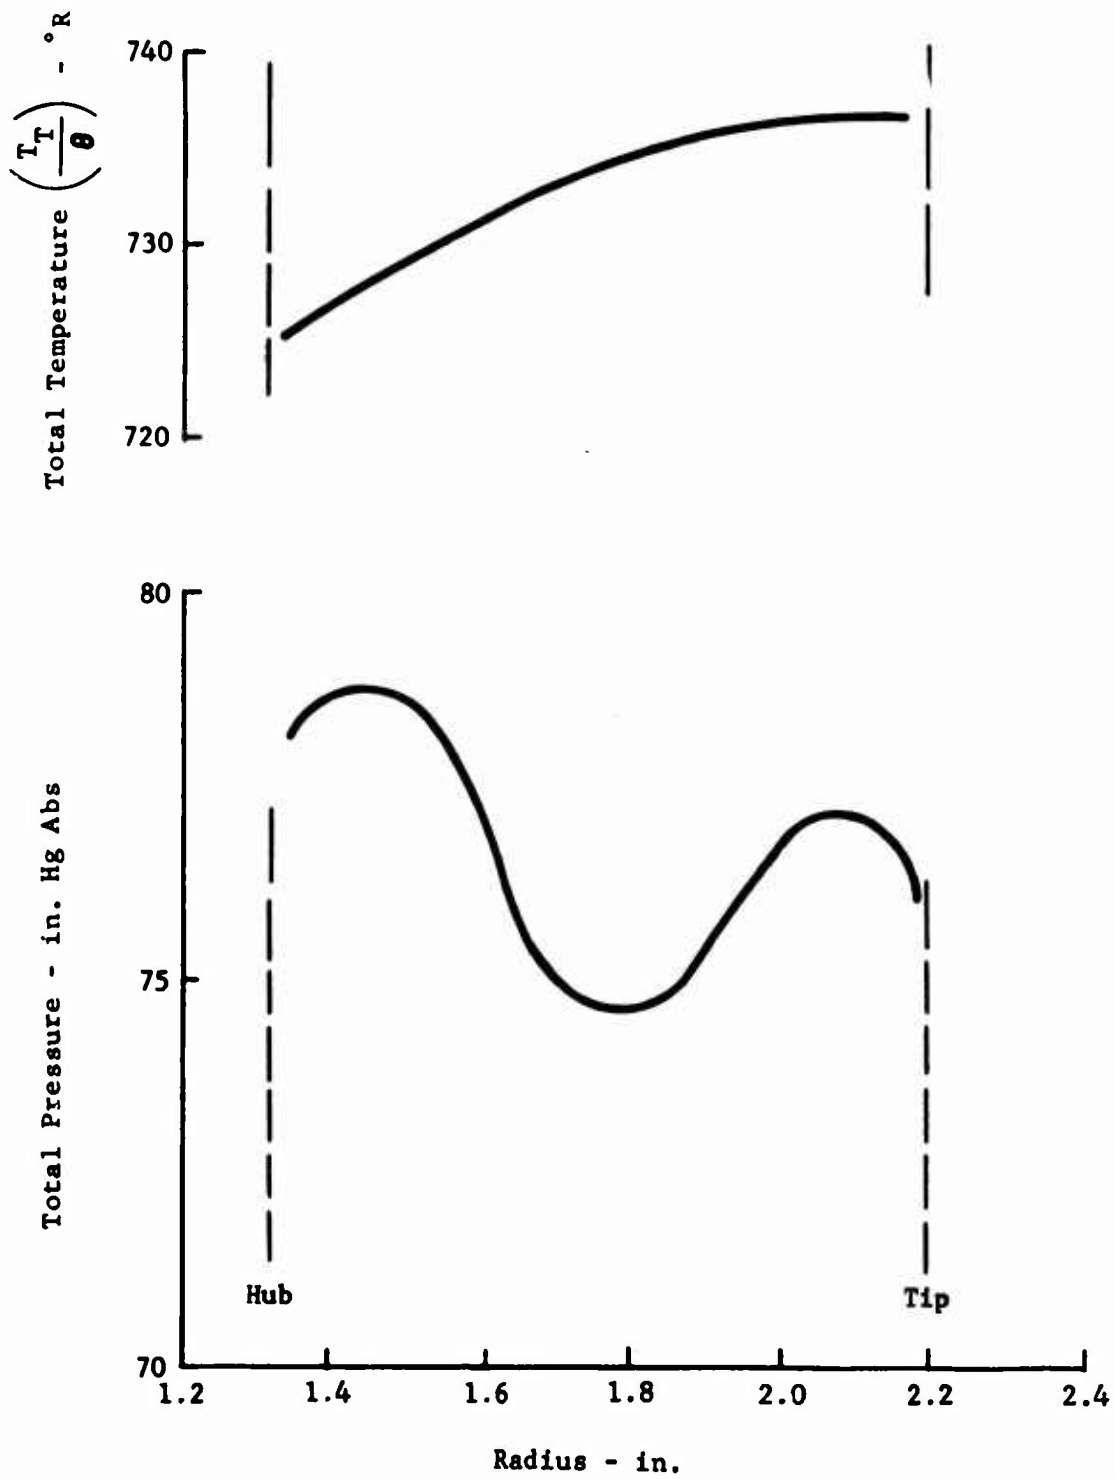 Total Temperature (T_T/θ) - °R
740
730
720
Total Pressure - in. Hg Abs
80
75
70
Hub
Tip
1.2 1.4 1.6 1.8 2.0 2.2 2.4
Radius - in.